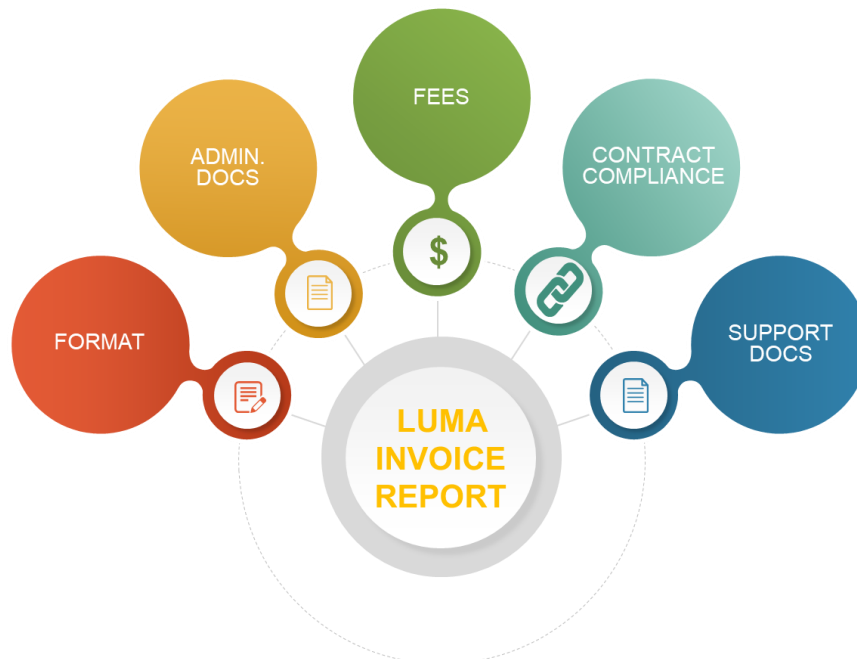 FEES
ADMIN.
DOCS
CONTRACT
COMPLIANCE
$
FORMAT
SUPPORT
DOCS
LUMA
INVOICE
REPORT